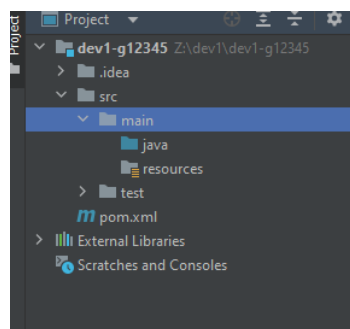 Project
Project
dev1-g12345 Z:\dev1\dev1-g12345
.idea
src
main
java
resources
test
pom.xml
External Libraries
Scratches and Consoles